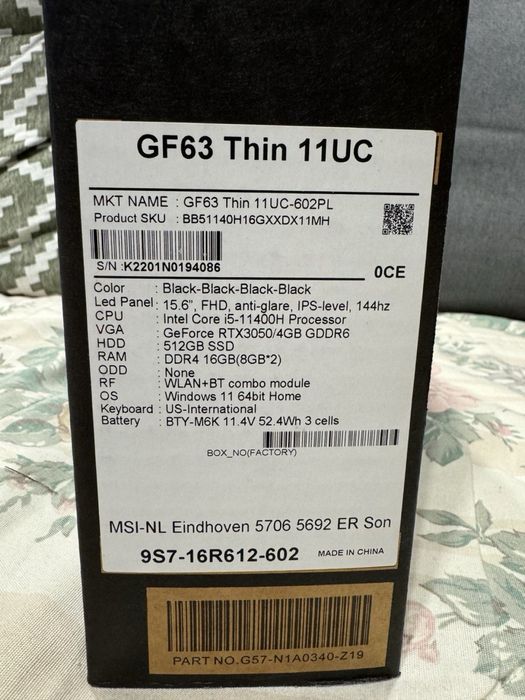 GF63 Thin 11UC
MKT NAME : GF63 Thin 11UC-602PL
Product SKU : BB51140H16GXXDX11MH
S/N :K2201N0194086
0CE
Color : Black-Black-Black-Black
Led Panel : 15.6", FHD, anti-glare, IPS-level, 144hz
CPU : Intel Core i5-11400H Processor
VGA : GeForce RTX3050/4GB GDDR6
HDD : 512GB SSD
RAM : DDR4 16GB(8GB*2)
ODD : None
RF : WLAN+BT combo module
OS : Windows 11 64bit Home
Keyboard : US-International
Battery : BTY-M6K 11.4V 52.4Wh 3 cells
BOX_NO(FACTORY)
MSI-NL Eindhoven 5706 5692 ER Son
9S7-16R612-602 MADE IN CHINA
PART NO.G57-N1A0340-Z19